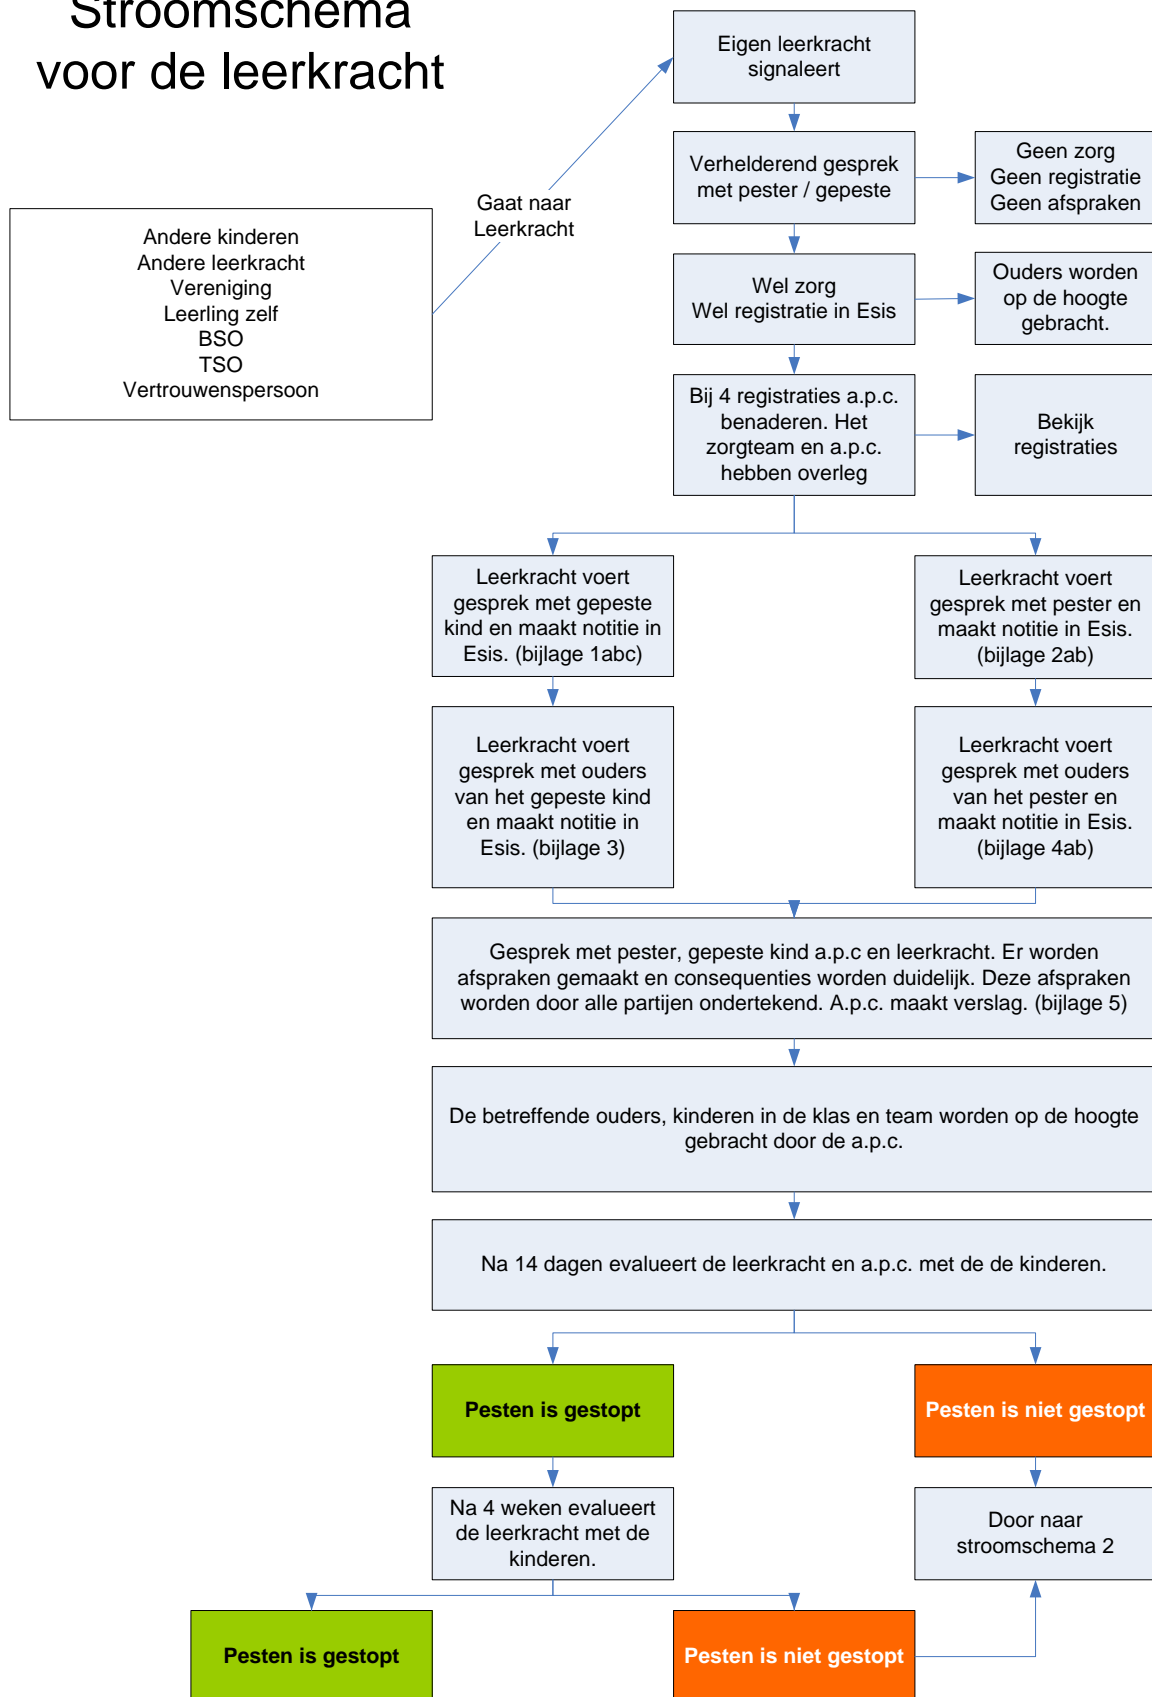 Stroomschema
voor de leerkracht
Eigen leerkracht
signaleert
Verhelderend gesprek
met pester / gepeste
Geen zorg
Geen registratie
Geen afspraken
Gaat naar
Leerkracht
Andere kinderen
Andere leerkracht
Vereniging
Leerling zelf
BSO
TSO
Vertrouwenspersoon
Wel zorg
Wel registratie in Esis
Ouders worden
op de hoogte
gebracht.
Bij 4 registraties a.p.c.
benaderen. Het
zorgteam en a.p.c.
hebben overleg
Bekijk
registraties
Leerkracht voert
gesprek met gepeste
kind en maakt notitie in
Esis. (bijlage 1abc)
Leerkracht voert
gesprek met pester en
maakt notitie in Esis.
(bijlage 2ab)
Leerkracht voert
gesprek met ouders
van het gepeste kind
en maakt notitie in
Esis. (bijlage 3)
Leerkracht voert
gesprek met ouders
van het pester en
maakt notitie in Esis.
(bijlage 4ab)
Gesprek met pester, gepeste kind a.p.c en leerkracht. Er worden
afspraken gemaakt en consequenties worden duidelijk. Deze afspraken
worden door alle partijen ondertekend. A.p.c. maakt verslag. (bijlage 5)
De betreffende ouders, kinderen in de klas en team worden op de hoogte
gebracht door de a.p.c.
Na 14 dagen evalueert de leerkracht en a.p.c. met de de kinderen.
Pesten is gestopt
Pesten is niet gestopt
Na 4 weken evalueert
de leerkracht met de
kinderen.
Door naar
stroomschema 2
Pesten is gestopt
Pesten is niet gestopt